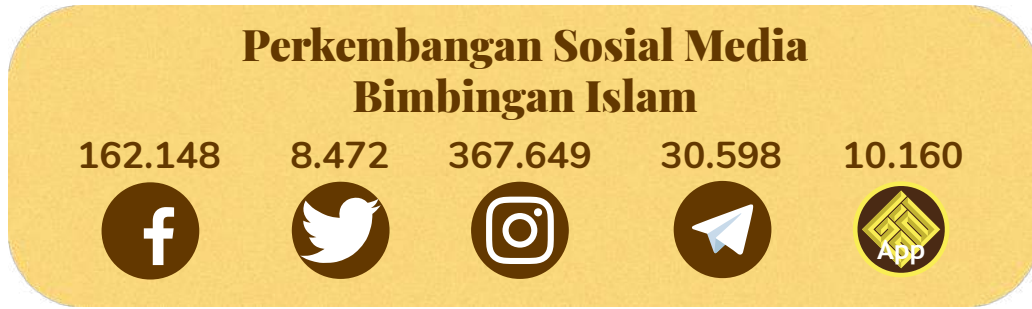 Perkembangan Sosial Media
Bimbingan Islam
162.148 8.472 367.649 30.598 10.160
App